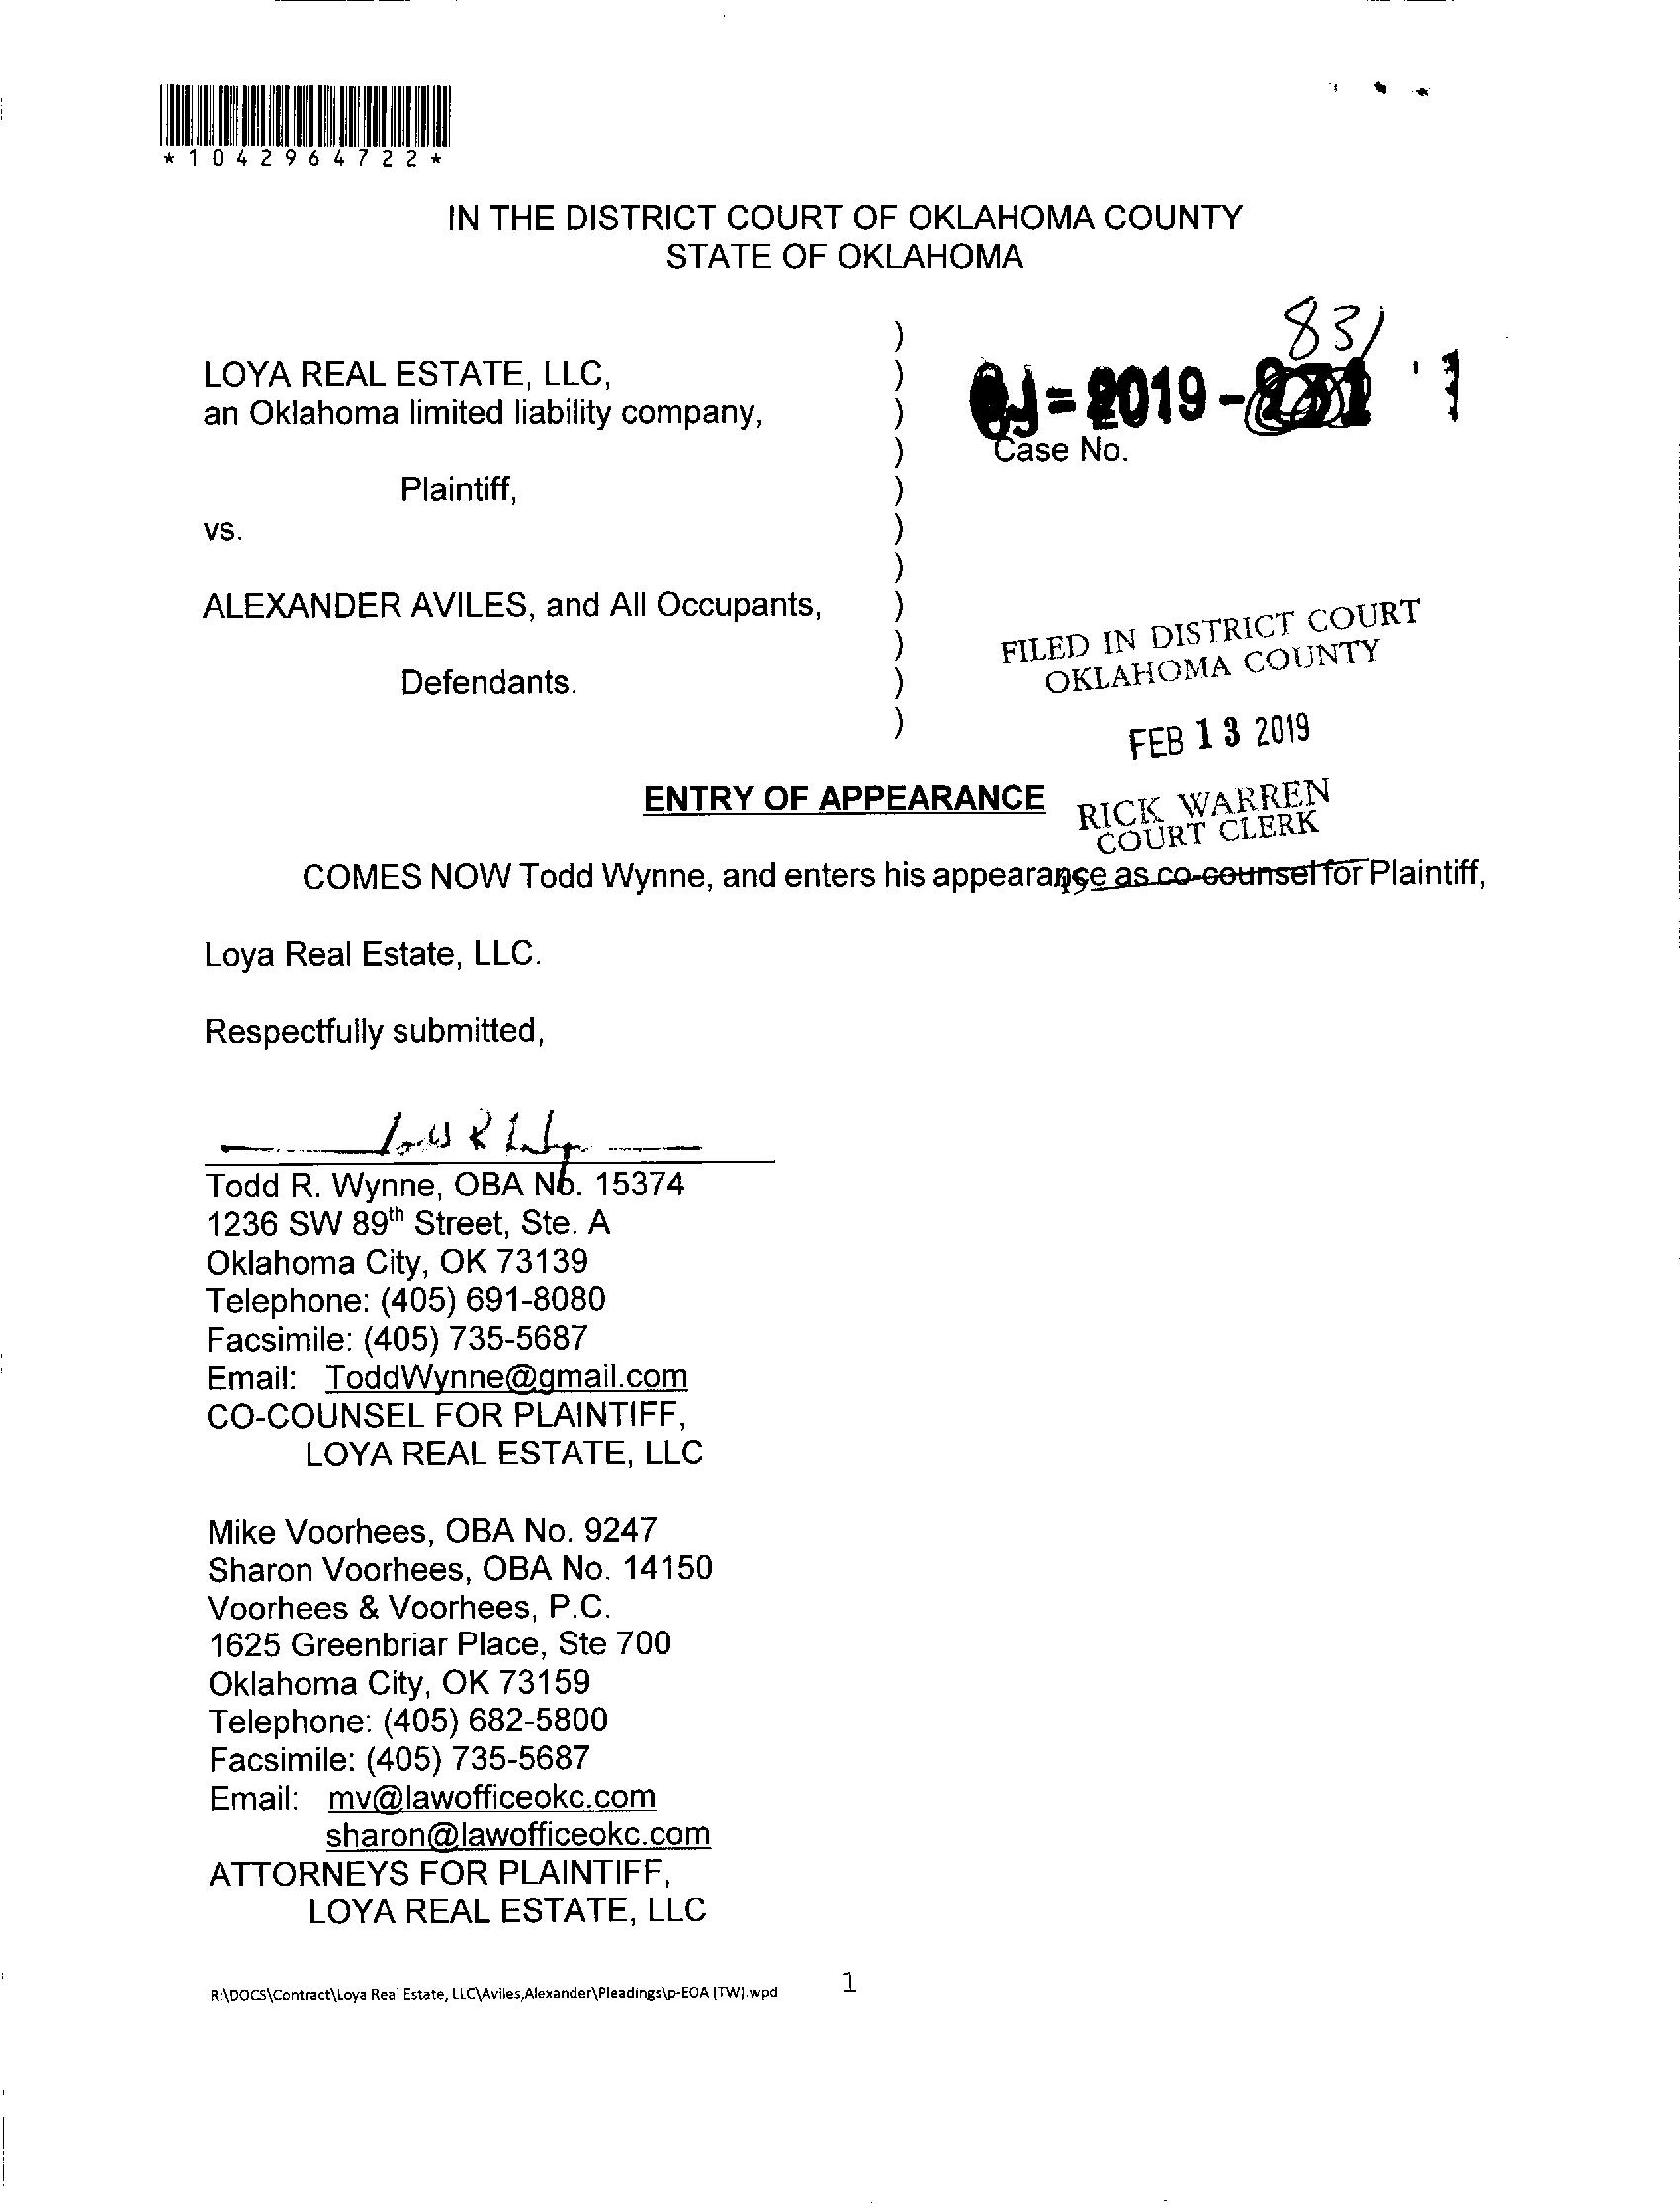 *1042964722*
IN THE DISTRICT COURT OF OKLAHOMA COUNTY
STATE OF OKLAHOMA
LOYA REAL ESTATE, LLC,
an Oklahoma limited liability company,
Plaintiff,
vs.
ALEXANDER AVILES, and All Occupants,
Defendants.
)
)
)
)
)
)
)
)
)
)
)
831
CJ-2019-
Case No.
FILED IN DISTRICT COURT
OKLAHOMA COUNTY
FEB 13 2019
RICK WARREN
COURT CLERK
ENTRY OF APPEARANCE
COMES NOW Todd Wynne, and enters his appearance as co-counsel for Plaintiff,
Loya Real Estate, LLC.
Respectfully submitted,
Todd R. Wynne, OBA No. 15374
1236 SW 89th Street, Ste. A
Oklahoma City, OK 73139
Telephone: (405) 691-8080
Facsimile: (405) 735-5687
Email: ToddWynne@gmail.com
CO-COUNSEL FOR PLAINTIFF,
LOYA REAL ESTATE, LLC
Mike Voorhees, OBA No. 9247
Sharon Voorhees, OBA No. 14150
Voorhees & Voorhees, P.C.
1625 Greenbriar Place, Ste 700
Oklahoma City, OK 73159
Telephone: (405) 682-5800
Facsimile: (405) 735-5687
Email: mv@lawofficeokc.com
sharon@lawofficeokc.com
ATTORNEYS FOR PLAINTIFF,
LOYA REAL ESTATE, LLC
R:\DOCS\Contract\Loya Real Estate, LLC\Aviles,Alexander\Pleadings\p-EOA (TW).wpd
1